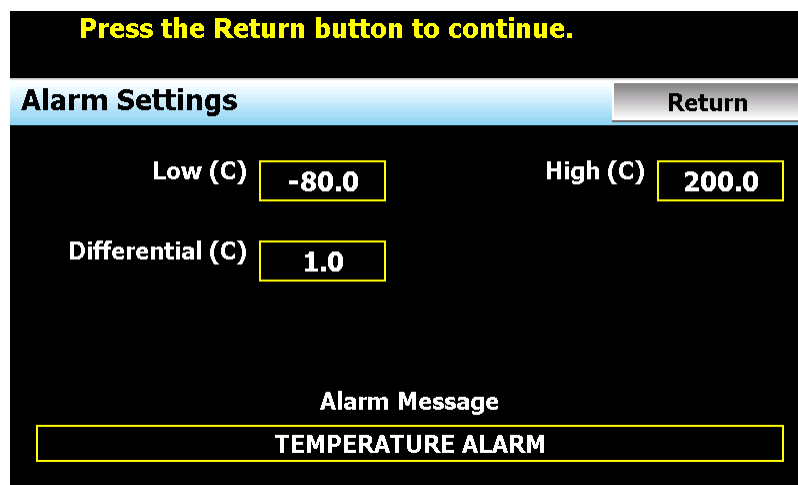 Press the Return button to continue.
Alarm Settings Return
Low (C) -80.0 High (C) 200.0
Differential (C) 1.0
Alarm Message
TEMPERATURE ALARM